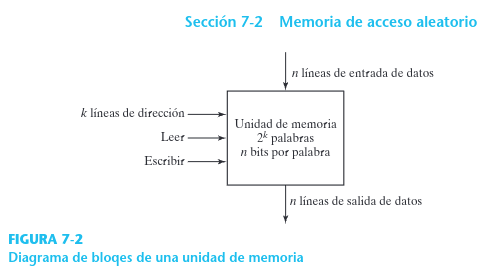 Sección 7-2 Memoria de acceso aleatorio
n líneas de entrada de datos
k líneas de dirección
Leer
Escribir
Unidad de memoria
2^k palabras
n bits por palabra
n líneas de salida de datos
FIGURA 7-2
Diagrama de bloqes de una unidad de memoria